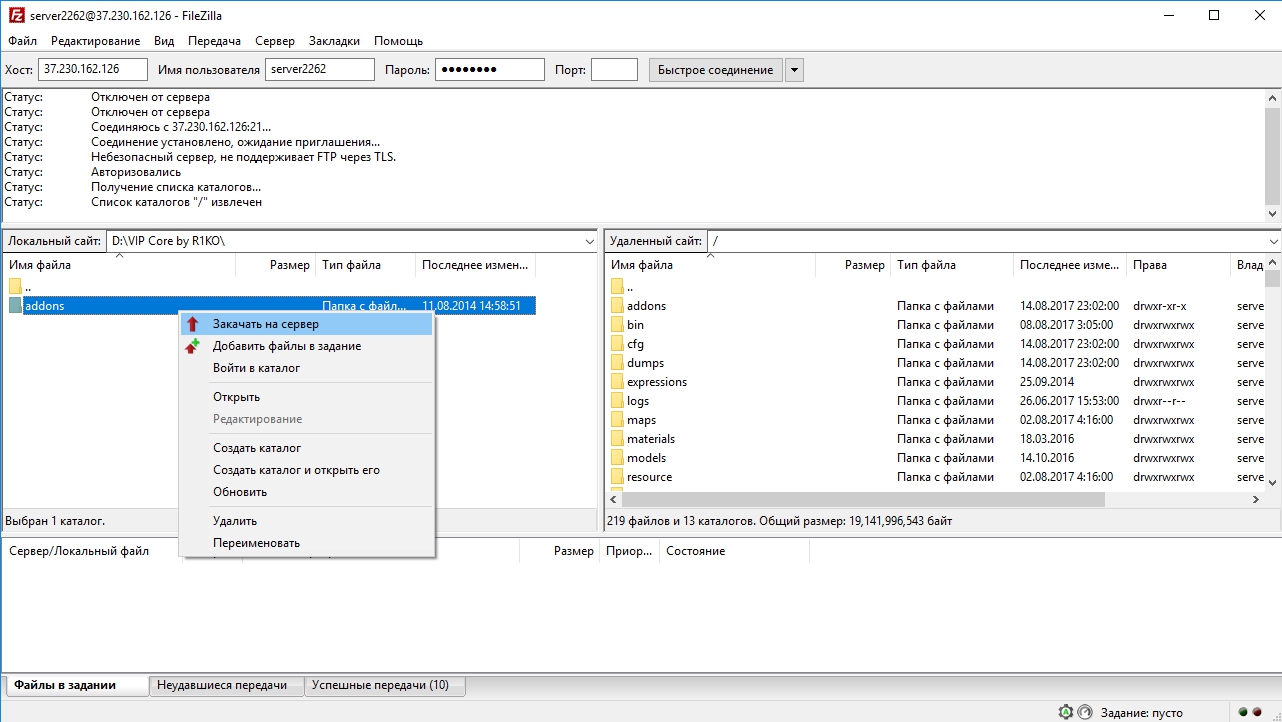 server2262@37.230.162.126 - FileZilla
Файл Редактирование Вид Передача Сервер Закладки Помощь
Хост: 37.230.162.126 Имя пользователя server2262 Пароль: ●●●●●●●● Порт: Быстрое соединение
Статус: Отключен от сервера
Статус: Отключен от сервера
Статус: Соединяюсь с 37.230.162.126:21...
Статус: Соединение установлено, ожидание приглашения...
Статус: Небезопасный сервер, не поддерживает FTP через TLS.
Статус: Авторизовались
Статус: Получение списка каталогов...
Статус: Список каталогов "/" извлечен
Локальный сайт: D:\VIP Core by R1KO\
Имя файла Размер Тип файла Последнее измен...
..
addons Папка с файл... 11.08.2014 14:58:51
Закачать на сервер
Добавить файлы в задание
Войти в каталог
Открыть
Редактирование
Создать каталог
Создать каталог и открыть его
Обновить
Удалить
Переименовать
Выбран 1 каталог.
Удаленный сайт: /
Имя файла Размер Тип файла Последнее изме... Права Влад
..
addons Папка с файлами 14.08.2017 23:02:00 drwxr-xr-x serve
bin Папка с файлами 08.08.2017 3:05:00 drwxrwxrwx serve
cfg Папка с файлами 14.08.2017 23:02:00 drwxrwxrwx serve
dumps Папка с файлами 14.08.2017 23:02:00 drwxrwxrwx serve
expressions Папка с файлами 25.09.2014 drwxrwxrwx serve
logs Папка с файлами 26.06.2017 15:53:00 drwxr--r-- serve
maps Папка с файлами 02.08.2017 4:16:00 drwxrwxrwx serve
materials Папка с файлами 18.03.2016 drwxrwxrwx serve
models Папка с файлами 14.10.2016 drwxrwxrwx serve
resource Папка с файлами 02.08.2017 4:16:00 drwxrwxrwx serve
219 файлов и 13 каталогов. Общий размер: 19,141,996,543 байт
Сервер/Локальный файл Размер Приор... Состояние
Файлы в задании Неудавшиеся передачи Успешные передачи (10)
Задание: пусто